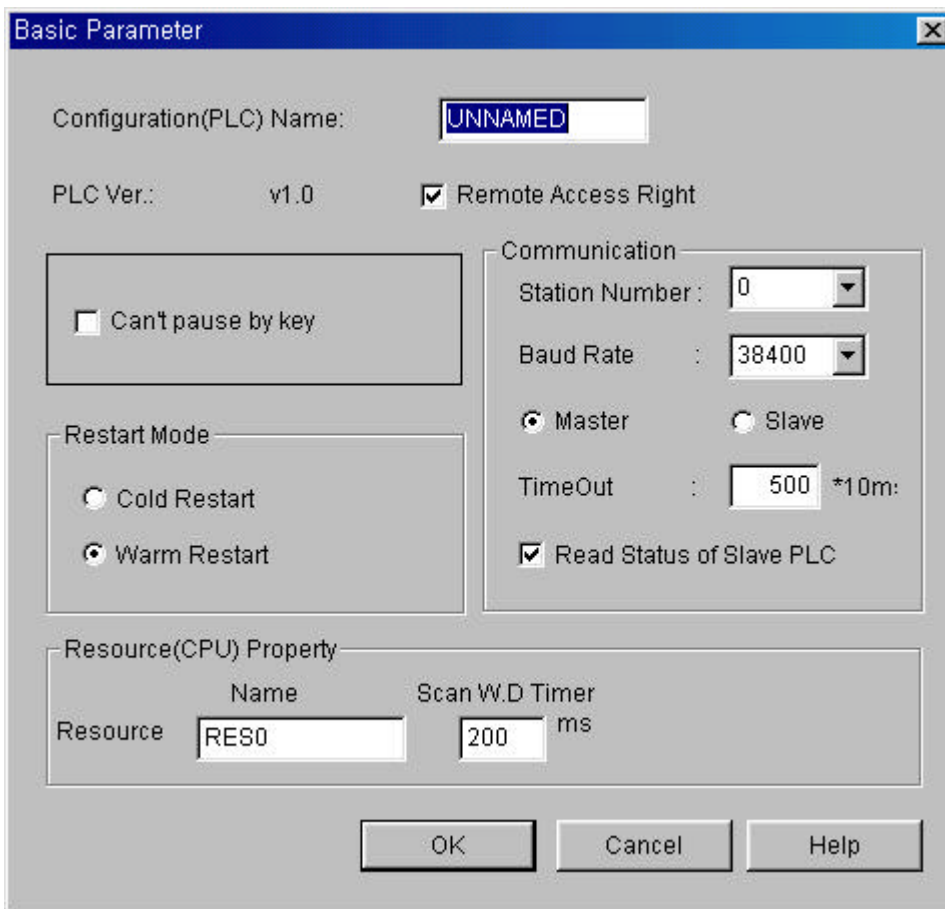 Basic Parameter
Configuration(PLC) Name: UNNAMED
PLC Ver.: v1.0 Remote Access Right
Can't pause by key
Communication
Station Number : 0
Baud Rate : 38400
Master Slave
TimeOut : 500 *10ms
Read Status of Slave PLC
Restart Mode
Cold Restart
Warm Restart
Resource(CPU) Property
Name Scan W.D Timer
Resource RES0 200 ms
OK Cancel Help